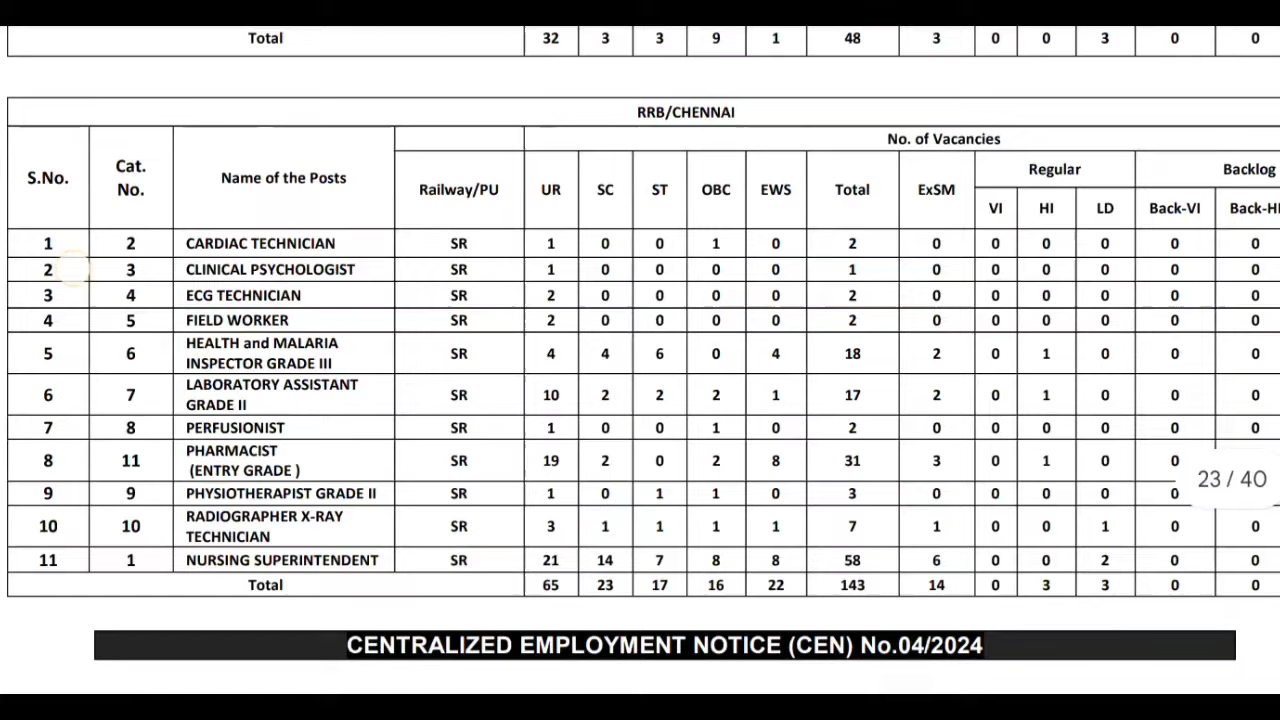 Total 32 3 3 9 1 48 3 0 0 3 0 0
RRB/CHENNAI
S.No. Cat. No. Name of the Posts Railway/PU No. of Vacancies
UR SC ST OBC EWS Total ExSM Regular Backlog
VI HI LD Back-VI Back-HI
1 2 CARDIAC TECHNICIAN SR 1 0 0 1 0 2 0 0 0 0 0 0
2 3 CLINICAL PSYCHOLOGIST SR 1 0 0 0 0 1 0 0 0 0 0 0
3 4 ECG TECHNICIAN SR 2 0 0 0 0 2 0 0 0 0 0 0
4 5 FIELD WORKER SR 2 0 0 0 0 2 0 0 0 0 0 0
5 6 HEALTH and MALARIA INSPECTOR GRADE III SR 4 4 6 0 4 18 2 0 1 0 0 0
6 7 LABORATORY ASSISTANT GRADE II SR 10 2 2 2 1 17 2 0 1 0 0 0
7 8 PERFUSIONIST SR 1 0 0 1 0 2 0 0 0 0 0 0
8 11 PHARMACIST (ENTRY GRADE ) SR 19 2 0 2 8 31 3 0 1 0 0 0
23 / 40
9 9 PHYSIOTHERAPIST GRADE II SR 1 0 1 1 0 3 0 0 0 0 0 0
10 10 RADIOGRAPHER X-RAY TECHNICIAN SR 3 1 1 1 1 7 1 0 0 1 0 0
11 1 NURSING SUPERINTENDENT SR 21 14 7 8 8 58 6 0 0 2 0 0
Total 65 23 17 16 22 143 14 0 3 3 0 0
CENTRALIZED EMPLOYMENT NOTICE (CEN) No.04/2024